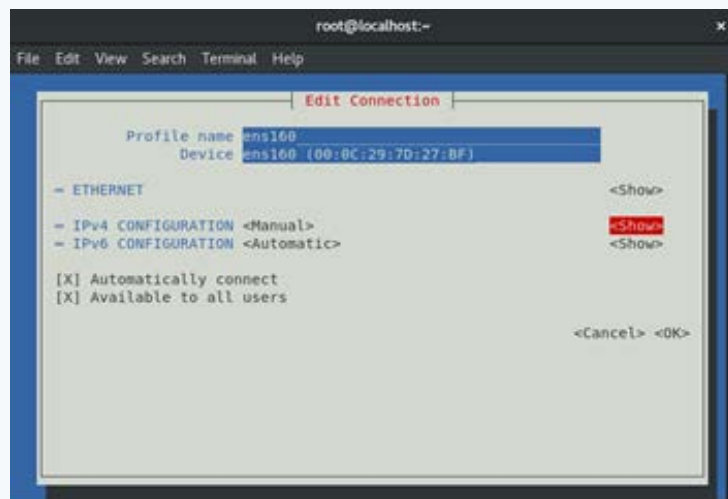 root@localhost:~ ×
File Edit View Search Terminal Help
Edit Connection
Profile name ens160
Device ens160 (00:0C:29:7D:27:BF)
= ETHERNET <Show>
= IPv4 CONFIGURATION <Manual> <Show>
= IPv6 CONFIGURATION <Automatic> <Show>
[X] Automatically connect
[X] Available to all users
<Cancel> <OK>